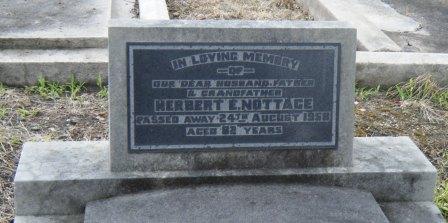 IN LOVING MEMORY
OF
OUR DEAR HUSBAND, FATHER
& GRANDFATHER
HERBERT E. NOTTAGE
PASSED AWAY 24TH AUGUST 1958
AGED 82 YEARS